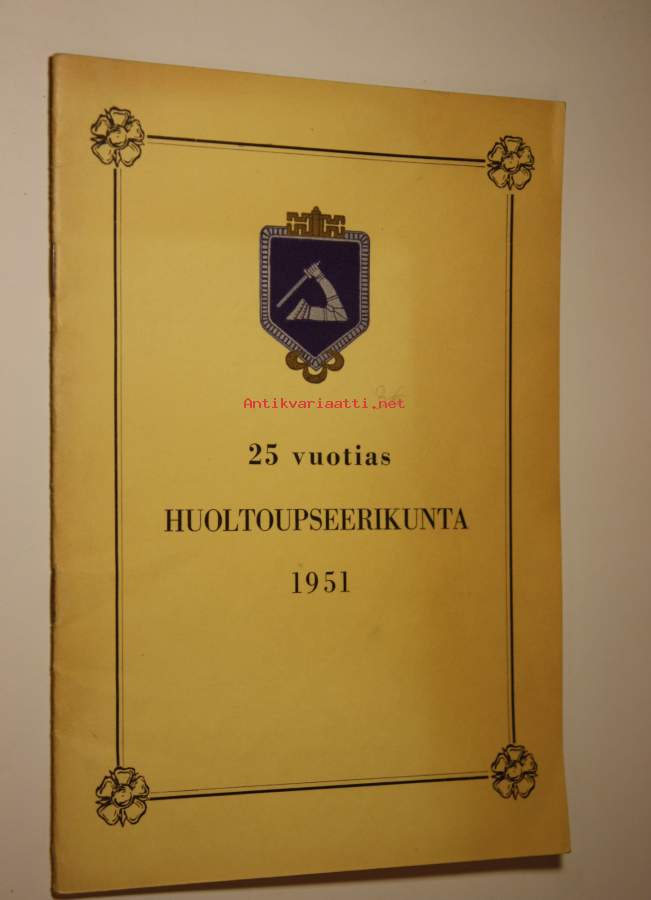 Antikvariaatti.net
25 vuotias
HUOLTOUPSEERIKUNTA
1951